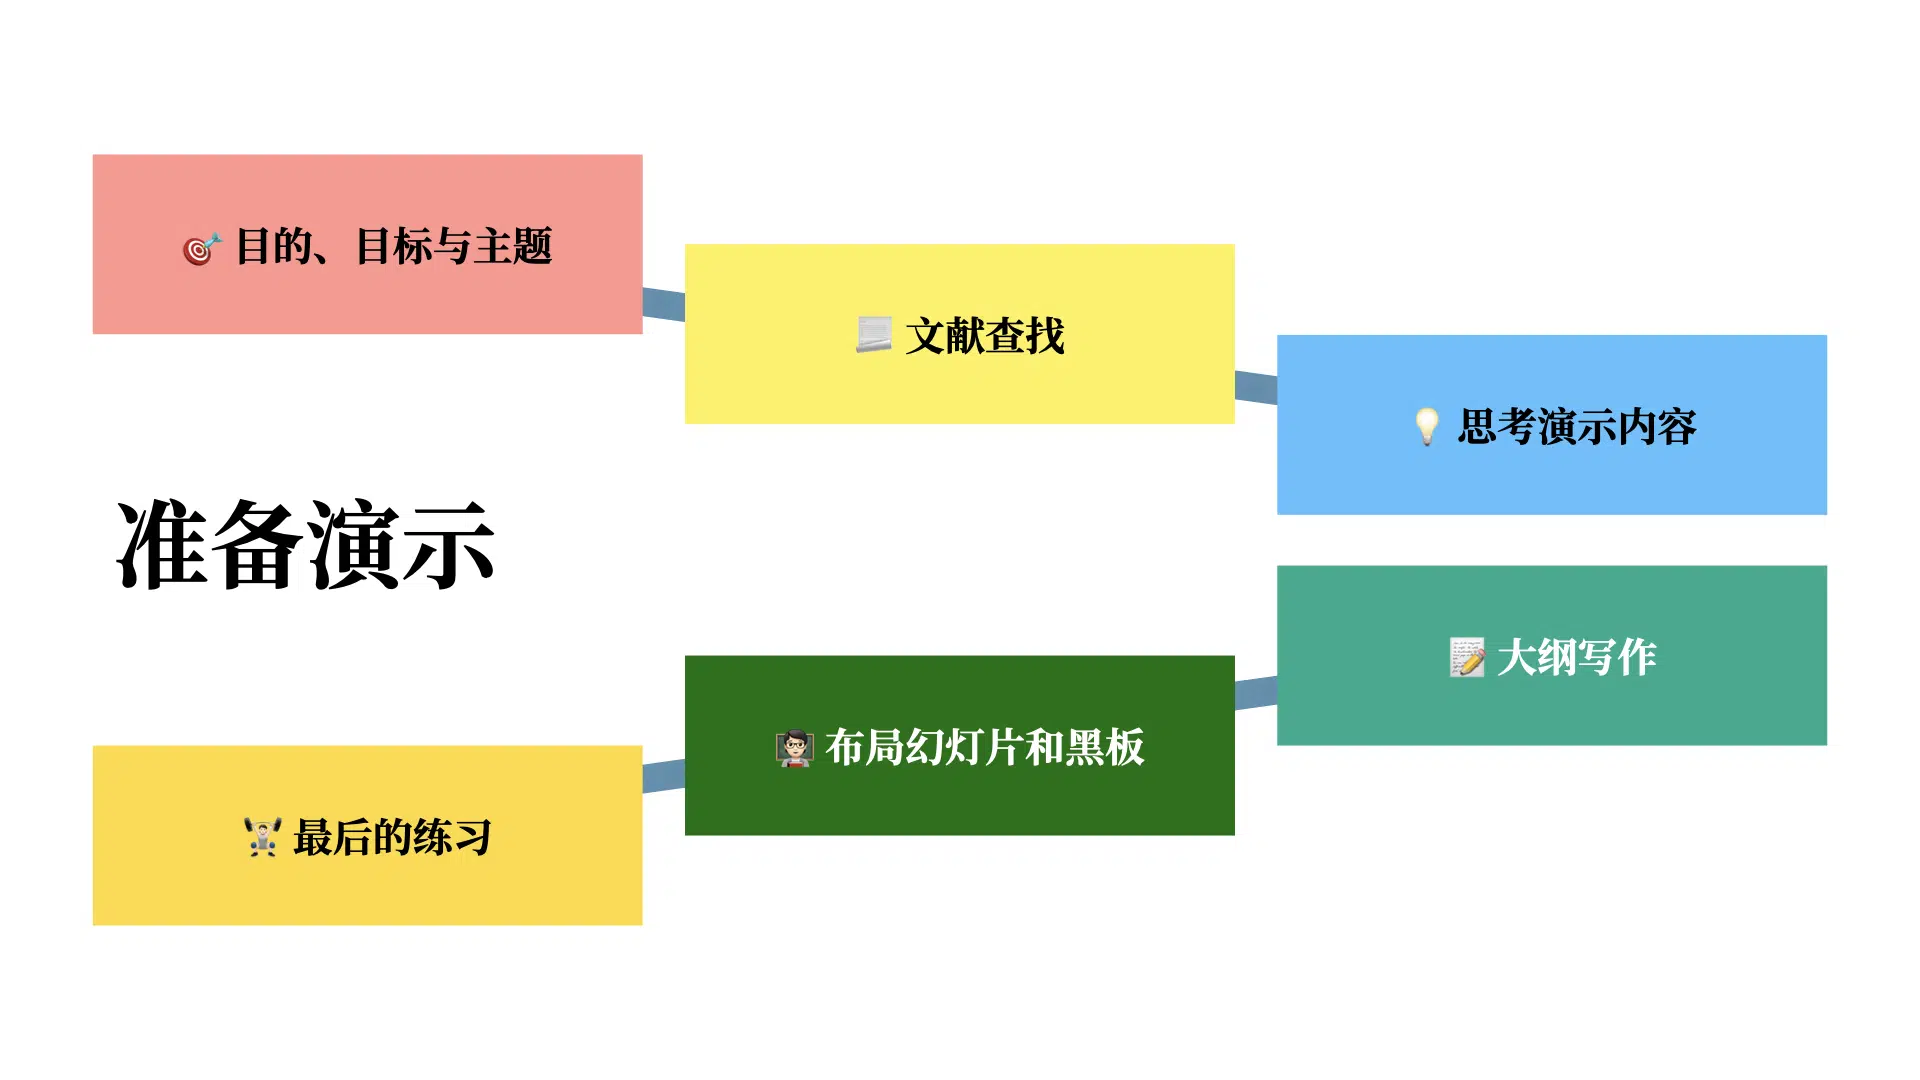 🎯 目的、目标与主题
📃 文献查找
💡 思考演示内容
准备演示
📝 大纲写作
👨🏻‍🏫 布局幻灯片和黑板
🏋🏻 最后的练习